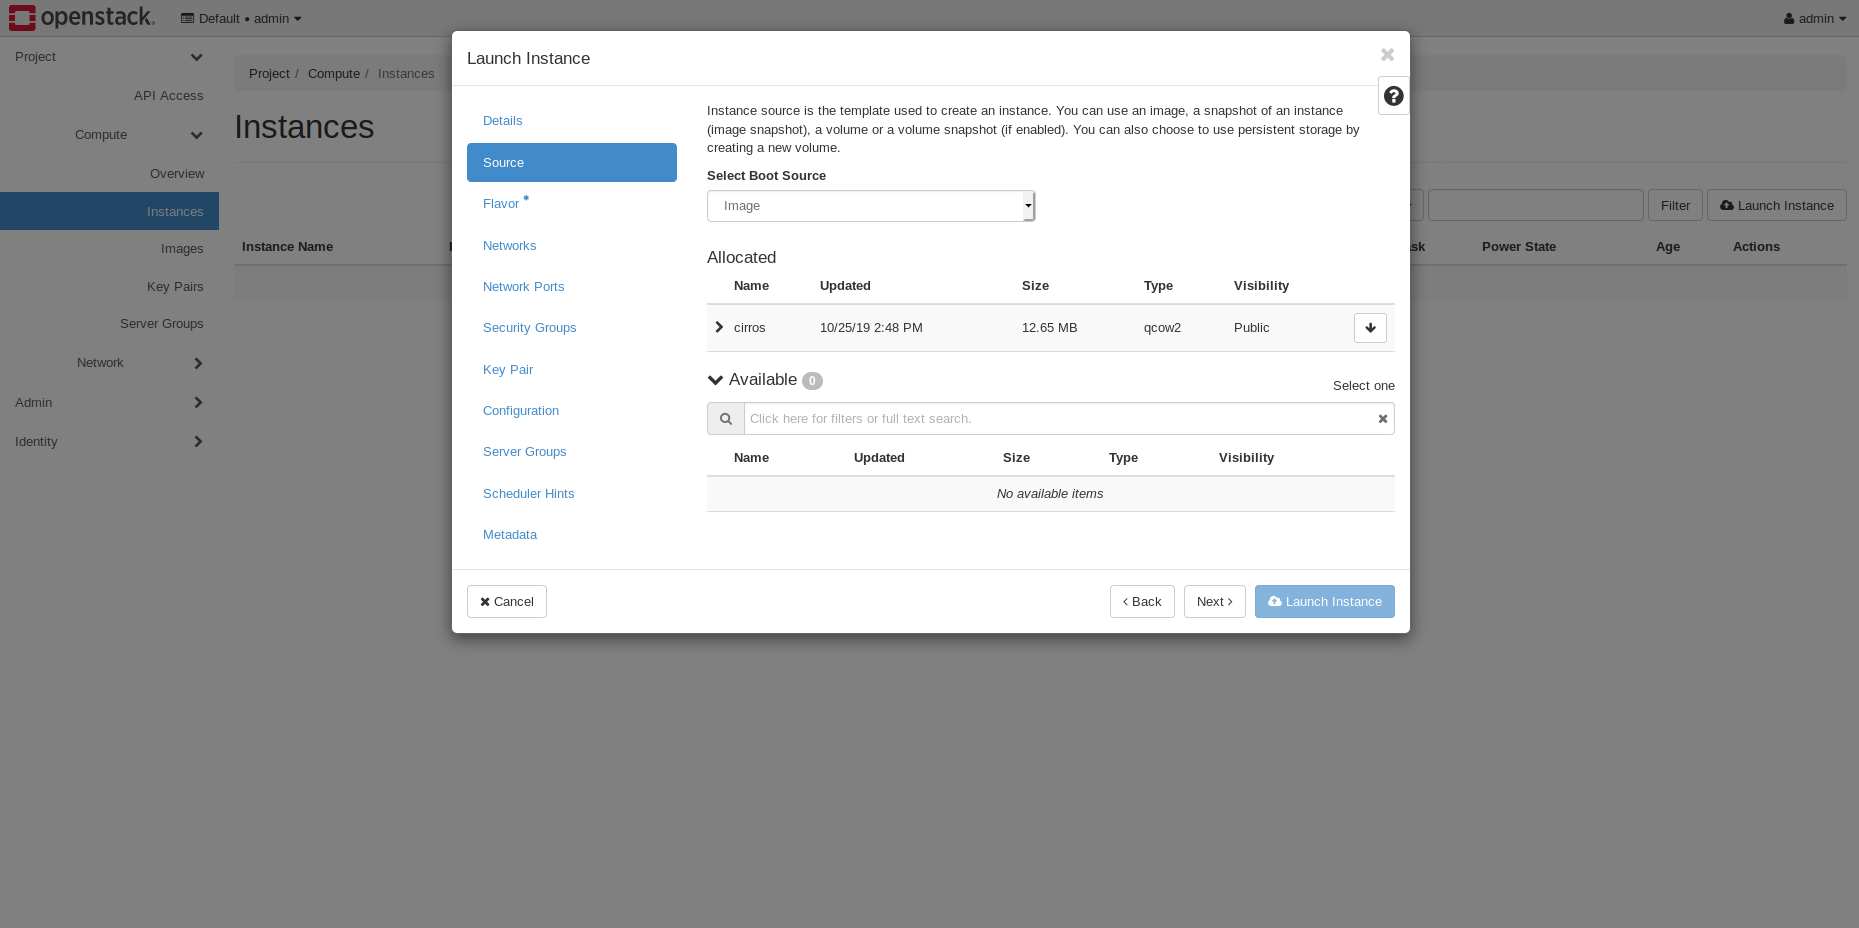 openstack. Default • admin admin
Project
API Access
Compute
Overview
Instances
Images
Key Pairs
Server Groups
Network
Admin
Identity
Project / Compute / Instances
Instances
Filter Launch Instance
Instance Name Power State Age Actions
Launch Instance
Details
Source
Flavor *
Networks
Network Ports
Security Groups
Key Pair
Configuration
Server Groups
Scheduler Hints
Metadata
Instance source is the template used to create an instance. You can use an image, a snapshot of an instance
(image snapshot), a volume or a volume snapshot (if enabled). You can also choose to use persistent storage by
creating a new volume.
Select Boot Source
Image
Allocated
Name Updated Size Type Visibility
cirros 10/25/19 2:48 PM 12.65 MB qcow2 Public
Available 0
Select one
Click here for filters or full text search.
Name Updated Size Type Visibility
No available items
Cancel < Back Next > Launch Instance